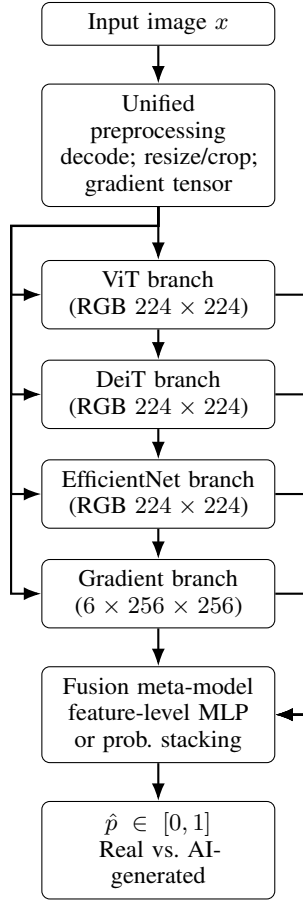 Input image x
Unified
preprocessing
decode; resize/crop;
gradient tensor
ViT branch
(RGB 224 × 224)
DeiT branch
(RGB 224 × 224)
EfficientNet branch
(RGB 224 × 224)
Gradient branch
(6 × 256 × 256)
Fusion meta-model
feature-level MLP
or prob. stacking
p̂ ∈ [0, 1]
Real vs. AI-
generated